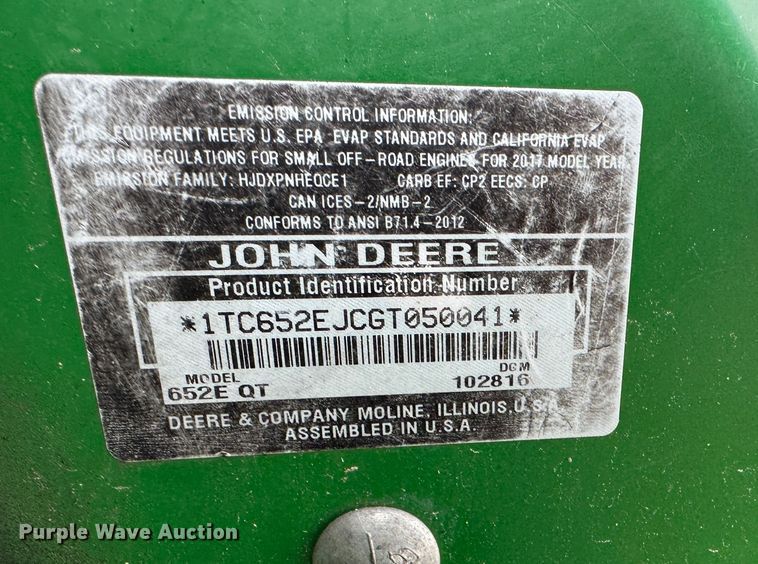 EMISSION CONTROL INFORMATION:
THIS EQUIPMENT MEETS U.S. EPA EVAP STANDARDS AND CALIFORNIA EVAP
EMISSION REGULATIONS FOR SMALL OFF-ROAD ENGINES FOR 2017 MODEL YEAR
EMISSION FAMILY: HJDXPNHEQCE1 CARB EF: CP2 EECS: CP
CAN ICES-2/NMB-2
CONFORMS TO ANSI B71.4-2012
JOHN DEERE
Product Identification Number
*1TC652EJCGT050041*
MODEL DGM
652E QT 102816
DEERE & COMPANY MOLINE, ILLINOIS, U.S.A.
ASSEMBLED IN U.S.A.
Purple Wave Auction